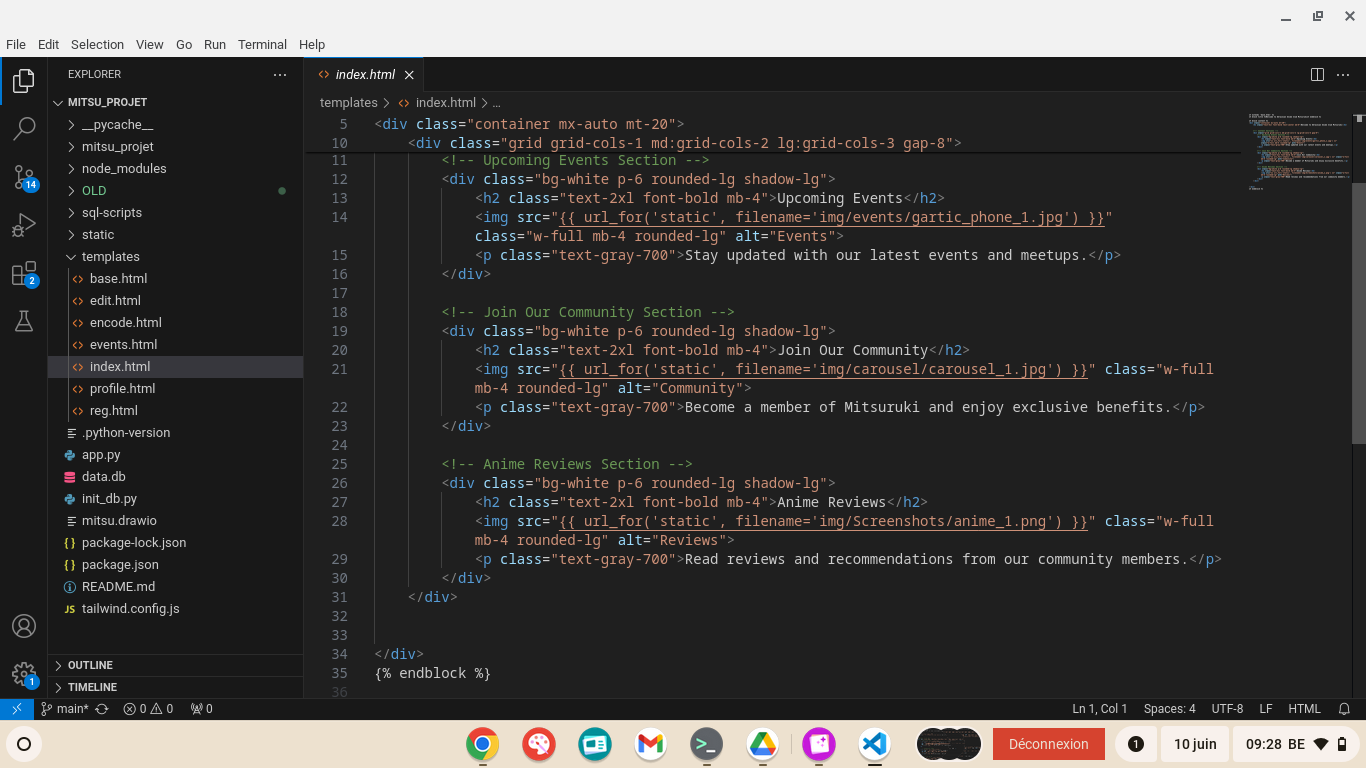 File Edit Selection View Go Run Terminal Help
EXPLORER
index.html
MITSU_PROJET
templates index.html ...
__pycache__
mitsu_projet
node_modules
OLD
sql-scripts
static
templates
base.html
edit.html
encode.html
events.html
index.html
profile.html
reg.html
.python-version
app.py
data.db
init_db.py
mitsu.drawio
package-lock.json
package.json
README.md
JS tailwind.config.js
OUTLINE
TIMELINE
14
2
1
5 <div class="container mx-auto mt-20">
10 <div class="grid grid-cols-1 md:grid-cols-2 lg:grid-cols-3 gap-8">
11 <!-- Upcoming Events Section -->
12 <div class="bg-white p-6 rounded-lg shadow-lg">
13 <h2 class="text-2xl font-bold mb-4">Upcoming Events</h2>
14 <img src="{{ url_for('static', filename='img/events/gartic_phone_1.jpg') }}"
class="w-full mb-4 rounded-lg" alt="Events">
15 <p class="text-gray-700">Stay updated with our latest events and meetups.</p>
16 </div>
17
18 <!-- Join Our Community Section -->
19 <div class="bg-white p-6 rounded-lg shadow-lg">
20 <h2 class="text-2xl font-bold mb-4">Join Our Community</h2>
21 <img src="{{ url_for('static', filename='img/carousel/carousel_1.jpg') }}" class="w-full
mb-4 rounded-lg" alt="Community">
22 <p class="text-gray-700">Become a member of Mitsuruki and enjoy exclusive benefits.</p>
23 </div>
24
25 <!-- Anime Reviews Section -->
26 <div class="bg-white p-6 rounded-lg shadow-lg">
27 <h2 class="text-2xl font-bold mb-4">Anime Reviews</h2>
28 <img src="{{ url_for('static', filename='img/Screenshots/anime_1.png') }}" class="w-full
mb-4 rounded-lg" alt="Reviews">
29 <p class="text-gray-700">Read reviews and recommendations from our community members.</p>
30 </div>
31 </div>
32
33
34 </div>
35 {% endblock %}
36
main* 0 0 0 Ln 1, Col 1 Spaces: 4 UTF-8 LF HTML
Déconnexion 1 10 juin 09:28 BE